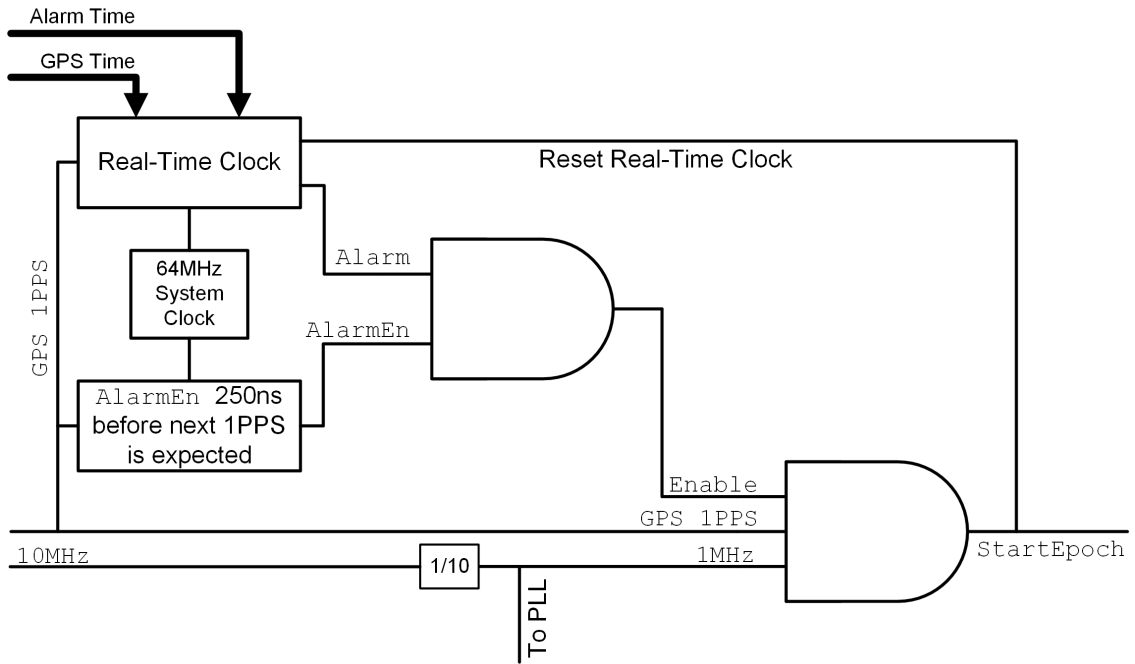 Alarm Time
GPS Time
Real-Time Clock
Reset Real-Time Clock
Alarm
64MHz
System
Clock
GPS 1PPS
AlarmEn
AlarmEn 250ns
before next 1PPS
is expected
Enable
GPS 1PPS
10MHz
1/10
1MHz
StartEpoch
To PLL